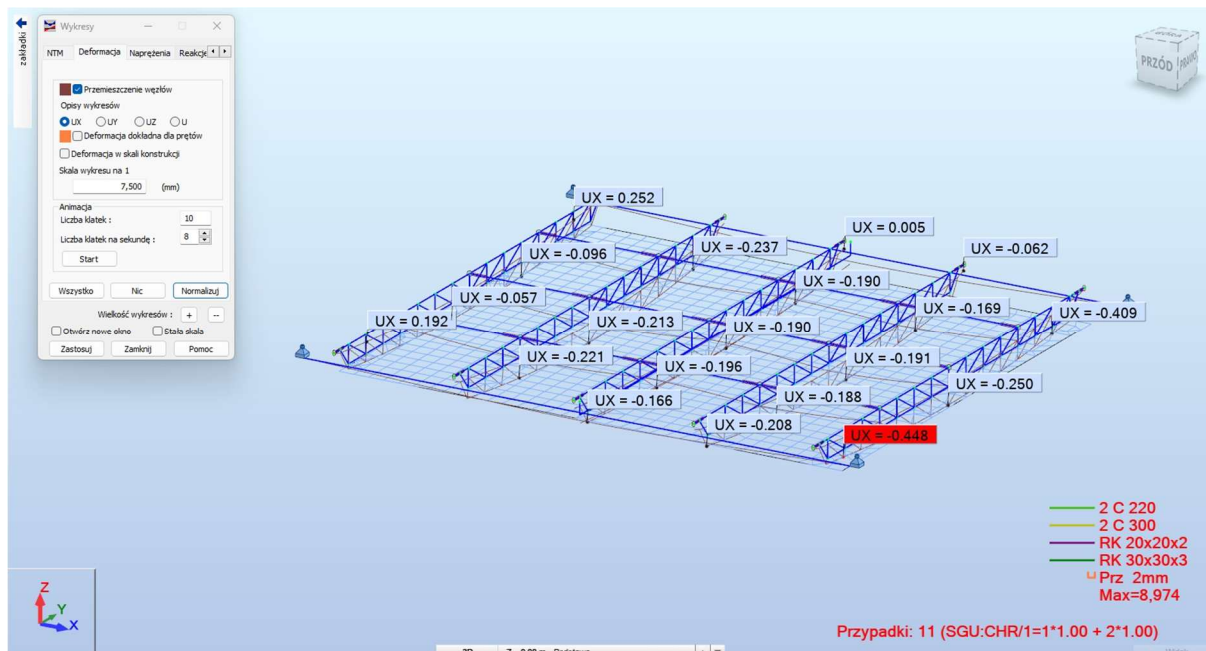 zakładki
Wykresy
NTM Deformacja Naprężenia Reakcje
Przemieszczenie węzłów
Opisy wykresów
UX UY UZ U
Deformacja dokładna dla prętów
Deformacja w skali konstrukcji
Skala wykresu na 1
7,500 (mm)
Animacja
Liczba klatek : 10
Liczba klatek na sekundę : 8
Start
Wszystko Nic Normalizuj
Wielkość wykresów : + --
Otwórz nowe okno Stała skala
Zastosuj Zamknij Pomoc
PRZÓD PRAWO
UX = 0.252
UX = 0.005
UX = -0.237
UX = -0.062
UX = -0.096
UX = -0.190
UX = -0.057
UX = -0.169
UX = -0.409
UX = 0.192
UX = -0.213
UX = -0.190
UX = -0.221
UX = -0.191
UX = -0.196
UX = -0.250
UX = -0.166
UX = -0.188
UX = -0.208
UX = -0.448
2 C 220
2 C 300
RK 20x20x2
RK 30x30x3
Prz 2mm
Max=8,974
Przypadki: 11 (SGU:CHR/1=1*1.00 + 2*1.00)
Z
Y
X